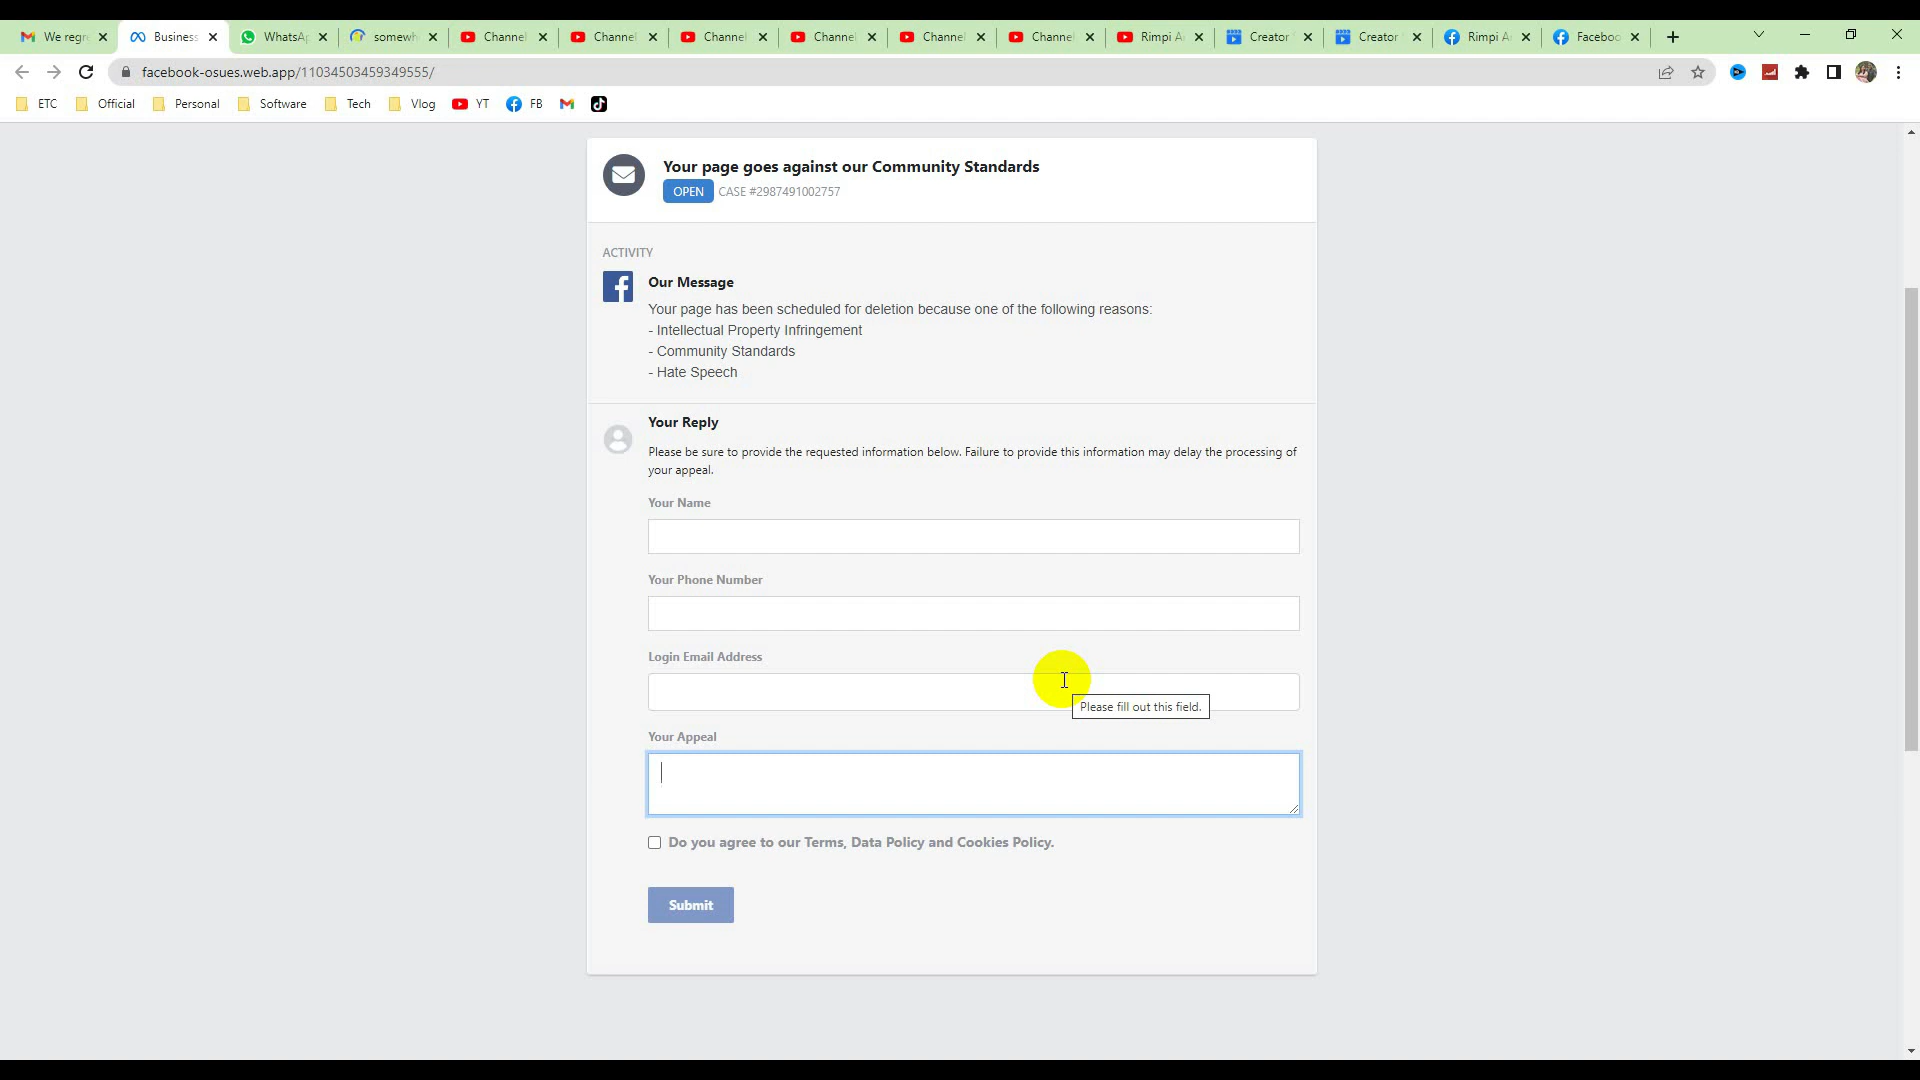 We regre
Business
WhatsAp
somewh
Channel
Channel
Channel
Channel
Channel
Channel
Rimpi A
Creator
Creator
Rimpi A
Faceboo
facebook-osues.web.app/11034503459349555/
ETC
Official
Personal
Software
Tech
Vlog
YT
FB
Your page goes against our Community Standards
OPEN CASE #2987491002757
ACTIVITY
Our Message
Your page has been scheduled for deletion because one of the following reasons:
- Intellectual Property Infringement
- Community Standards
- Hate Speech
Your Reply
Please be sure to provide the requested information below. Failure to provide this information may delay the processing of
your appeal.
Your Name
Your Phone Number
Login Email Address
Please fill out this field.
Your Appeal
Do you agree to our Terms, Data Policy and Cookies Policy.
Submit